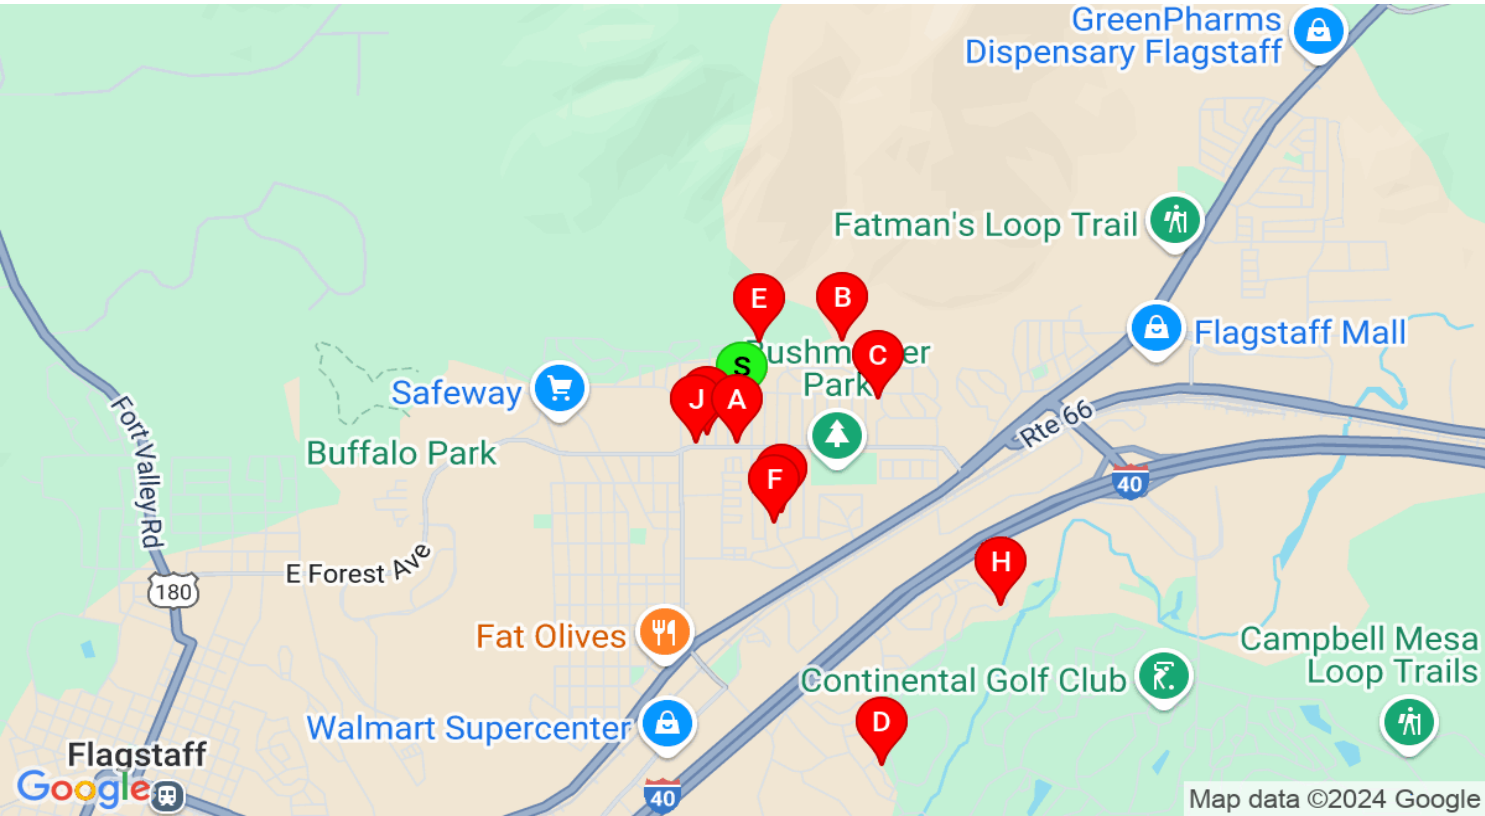 GreenPharms
Dispensary Flagstaff
Fatman's Loop Trail
E
B
Flagstaff Mall
C
S
Park
Safeway
J
A
Rte 66
Buffalo Park
Fort Valley Rd
F
40
E Forest Ave
H
180
Fat Olives
Campbell Mesa
Loop Trails
Continental Golf Club
D
Walmart Supercenter
Flagstaff
Google
40
Map data ©2024 Google